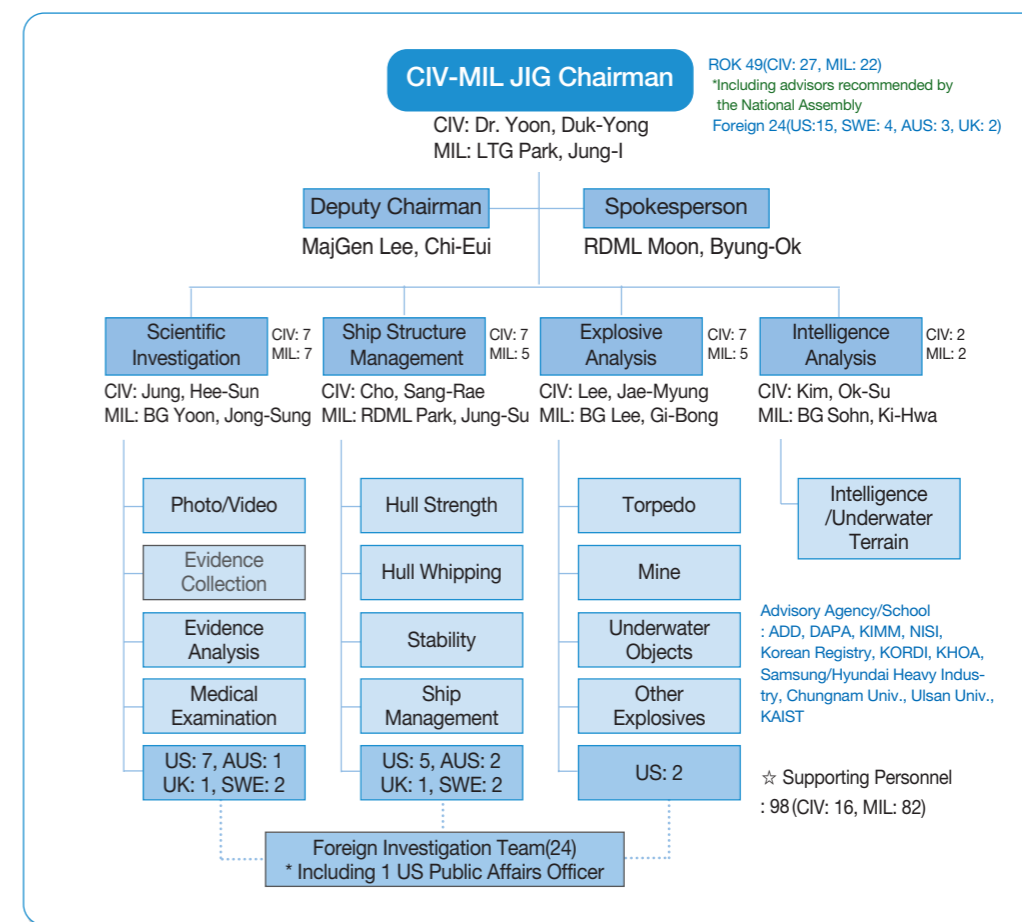 CIV-MIL JIG Chairman
CIV: Dr. Yoon, Duk-Yong
MIL: LTG Park, Jung-I
ROK 49(CIV: 27, MIL: 22)
*Including advisors recommended by
the National Assembly
Foreign 24(US:15, SWE: 4, AUS: 3, UK: 2)
Deputy Chairman
MajGen Lee, Chi-Eui
Spokesperson
RDML Moon, Byung-Ok
Scientific
Investigation
CIV: 7
MIL: 7
CIV: Jung, Hee-Sun
MIL: BG Yoon, Jong-Sung
Ship Structure
Management
CIV: 7
MIL: 5
CIV: Cho, Sang-Rae
MIL: RDML Park, Jung-Su
Explosive
Analysis
CIV: 7
MIL: 5
CIV: Lee, Jae-Myung
MIL: BG Lee, Gi-Bong
Intelligence
Analysis
CIV: 2
MIL: 2
CIV: Kim, Ok-Su
MIL: BG Sohn, Ki-Hwa
Photo/Video
Evidence
Collection
Evidence
Analysis
Medical
Examination
US: 7, AUS: 1
UK: 1, SWE: 2
Hull Strength
Hull Whipping
Stability
Ship
Management
US: 5, AUS: 2
UK: 1, SWE: 2
Torpedo
Mine
Underwater
Objects
Other
Explosives
US: 2
Intelligence
/Underwater
Terrain
Advisory Agency/School
: ADD, DAPA, KIMM, NISI,
Korean Registry, KORDI, KHOA,
Samsung/Hyundai Heavy Indus-
try, Chungnam Univ., Ulsan Univ.,
KAIST
☆ Supporting Personnel
: 98(CIV: 16, MIL: 82)
Foreign Investigation Team(24)
* Including 1 US Public Affairs Officer